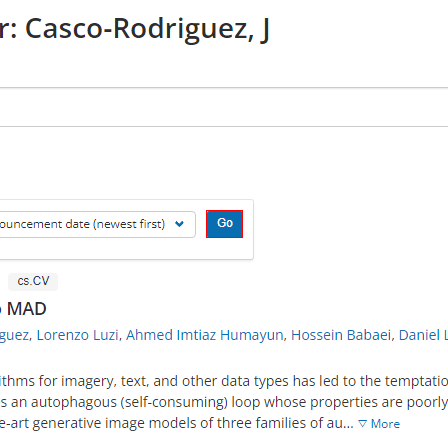 r: Casco-Rodriguez, J
ouncement date (newest first) Go
cs.CV
MAD
guez, Lorenzo Luzi, Ahmed Imtiaz Humayun, Hossein Babaei, Daniel L
ithms for imagery, text, and other data types has led to the temptatio
s an autophagous (self-consuming) loop whose properties are poorly
e-art generative image models of three families of au... ▽ More